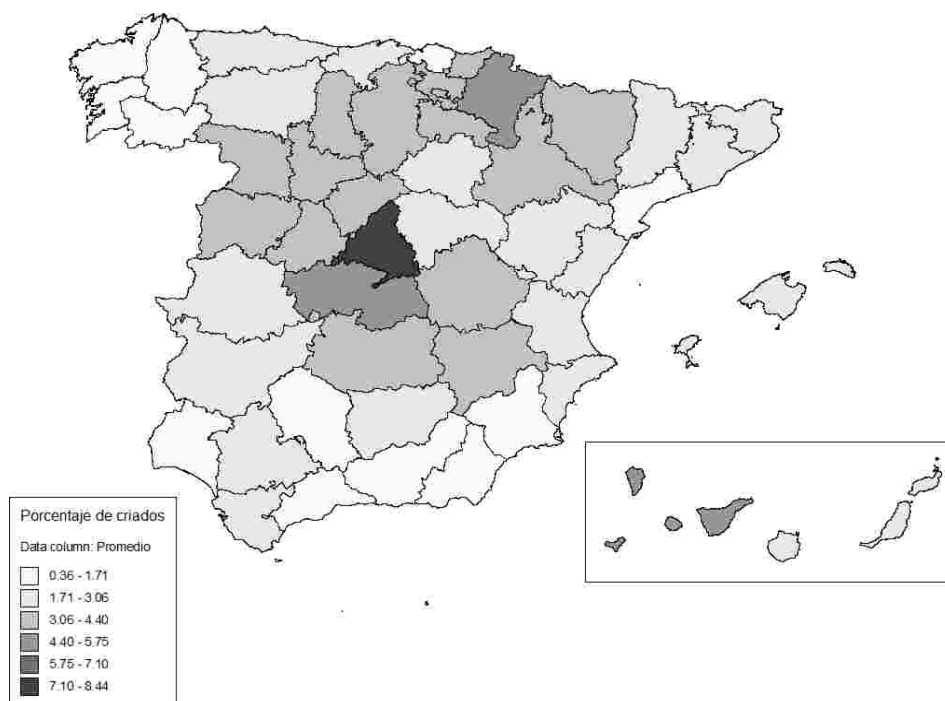 Porcentaje de criados
Data column: Promedio
0.36 - 1.71
1.71 - 3.06
3.06 - 4.40
4.40 - 5.75
5.75 - 7.10
7.10 - 8.44